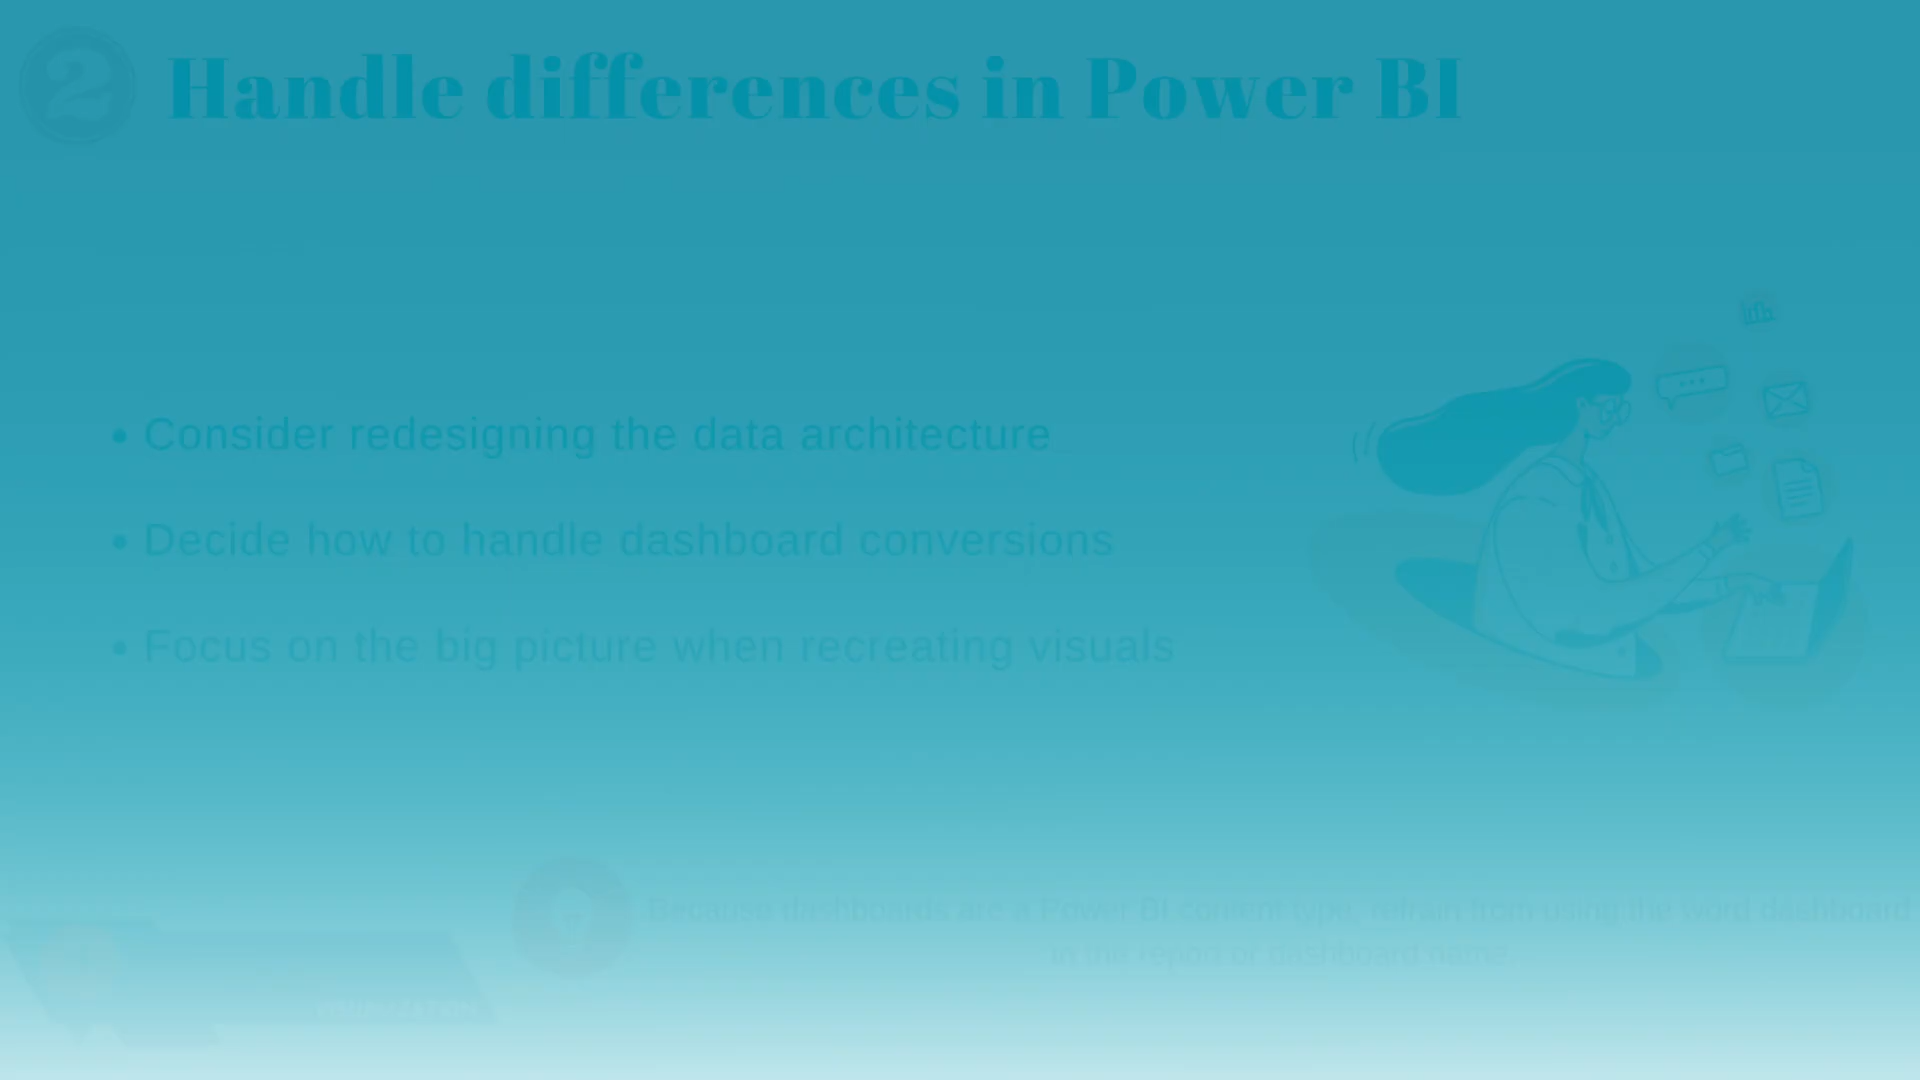 2 Handle differences in Power BI
• Consider redesigning the data architecture
• Decide how to handle dashboard conversions
• Focus on the big picture when recreating visuals
Because dashboards are a Power BI content type, refrain from using the word dashboard
in the report or dashboard name.